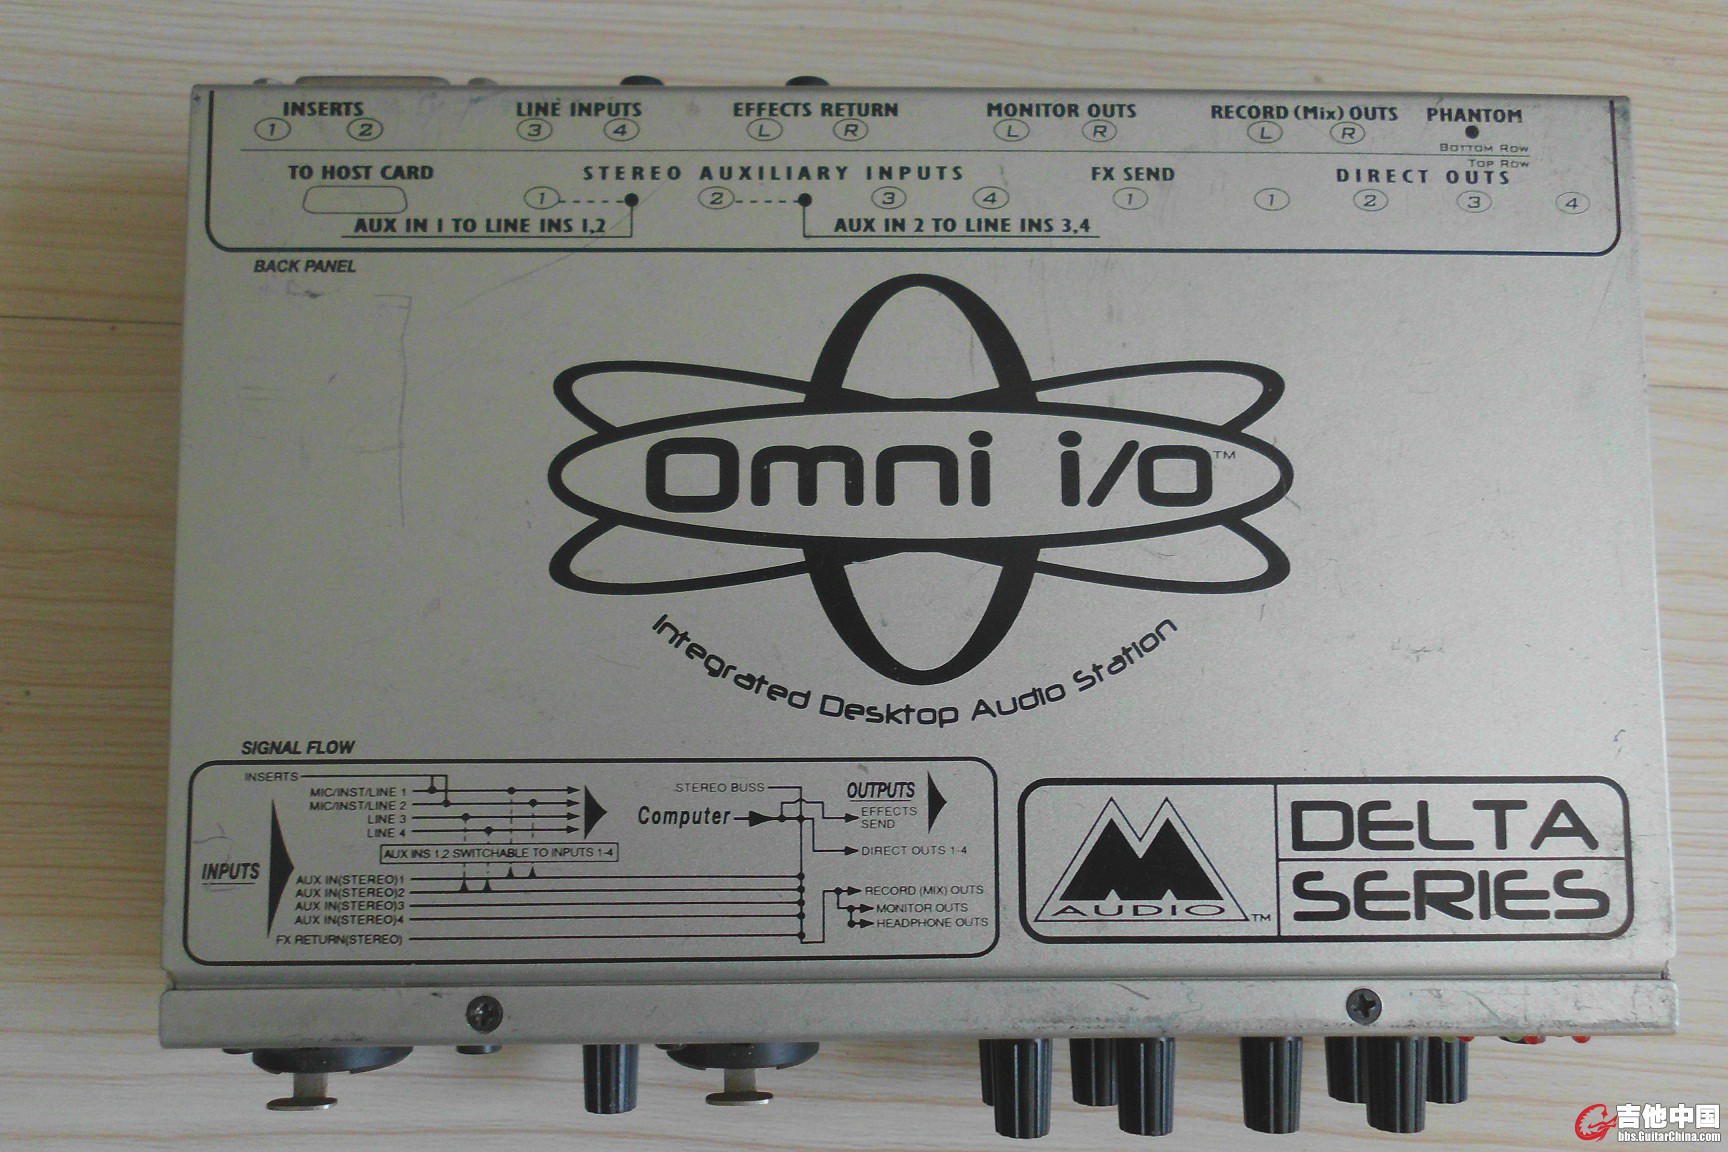 INSERTS LINE INPUTS EFFECTS RETURN MONITOR OUTS RECORD (Mix) OUTS PHANTOM
1 2 3 4 L R L R L R
BOTTOM ROW
TOP ROW
TO HOST CARD STEREO AUXILIARY INPUTS FX SEND DIRECT OUTS
1 2 3 4 1 1 2 3 4
AUX IN 1 TO LINE INS 1,2 AUX IN 2 TO LINE INS 3,4
BACK PANEL
Omni i/o™
Integrated Desktop Audio Station
SIGNAL FLOW
INSERTS
MIC/INST/LINE 1
MIC/INST/LINE 2
LINE 3
LINE 4
AUX INS 1,2 SWITCHABLE TO INPUTS 1-4
INPUTS
AUX IN(STEREO)1
AUX IN(STEREO)2
AUX IN(STEREO)3
AUX IN(STEREO)4
FX RETURN(STEREO)
STEREO BUSS
Computer
OUTPUTS
EFFECTS
SEND
DIRECT OUTS 1-4
RECORD (MIX) OUTS
MONITOR OUTS
HEADPHONE OUTS
M
AUDIO™
DELTA
SERIES
吉他中国
bbs.GuitarChina.com